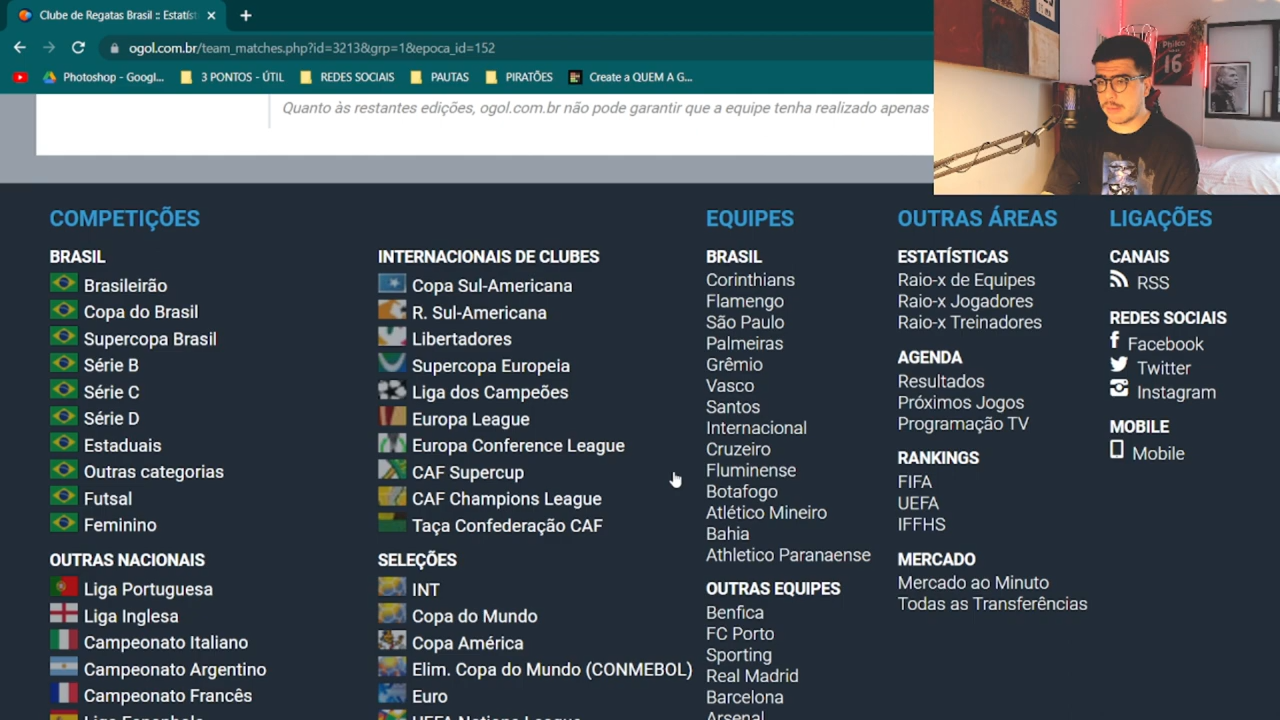 Clube de Regatas Brasil :: Estatíst
ogol.com.br/team_matches.php?id=3213&grp=1&epoca_id=152
Photoshop - Googl...
3 PONTOS - ÚTIL
REDES SOCIAIS
PAUTAS
PIRATÕES
Create a QUEM A G...
Philco
16
Quanto às restantes edições, ogol.com.br não pode garantir que a equipe tenha realizado apenas
COMPETIÇÕES
BRASIL
Brasileirão
Copa do Brasil
Supercopa Brasil
Série B
Série C
Série D
Estaduais
Outras categorias
Futsal
Feminino
OUTRAS NACIONAIS
Liga Portuguesa
Liga Inglesa
Campeonato Italiano
Campeonato Argentino
Campeonato Francês
Liga Espanhola
INTERNACIONAIS DE CLUBES
Copa Sul-Americana
R. Sul-Americana
Libertadores
Supercopa Europeia
Liga dos Campeões
Europa League
Europa Conference League
CAF Supercup
CAF Champions League
Taça Confederação CAF
SELEÇÕES
INT
Copa do Mundo
Copa América
Elim. Copa do Mundo (CONMEBOL)
Euro
UEFA Nations League
EQUIPES
BRASIL
Corinthians
Flamengo
São Paulo
Palmeiras
Grêmio
Vasco
Santos
Internacional
Cruzeiro
Fluminense
Botafogo
Atlético Mineiro
Bahia
Athletico Paranaense
OUTRAS EQUIPES
Benfica
FC Porto
Sporting
Real Madrid
Barcelona
Arsenal
OUTRAS ÁREAS
ESTATÍSTICAS
Raio-x de Equipes
Raio-x Jogadores
Raio-x Treinadores
AGENDA
Resultados
Próximos Jogos
Programação TV
RANKINGS
FIFA
UEFA
IFFHS
MERCADO
Mercado ao Minuto
Todas as Transferências
LIGAÇÕES
CANAIS
RSS
REDES SOCIAIS
Facebook
Twitter
Instagram
MOBILE
Mobile